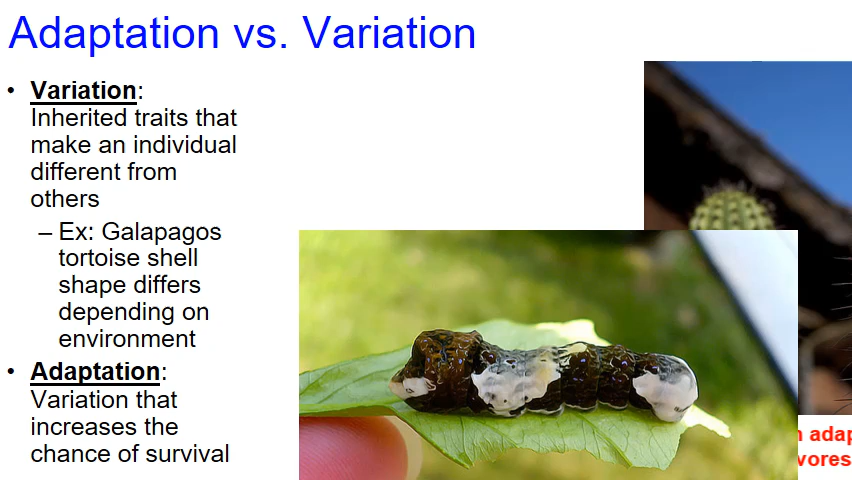 Adaptation vs. Variation
• Variation:
Inherited traits that
make an individual
different from
others
– Ex: Galapagos
tortoise shell
shape differs
depending on
environment
• Adaptation:
Variation that
increases the
chance of survival